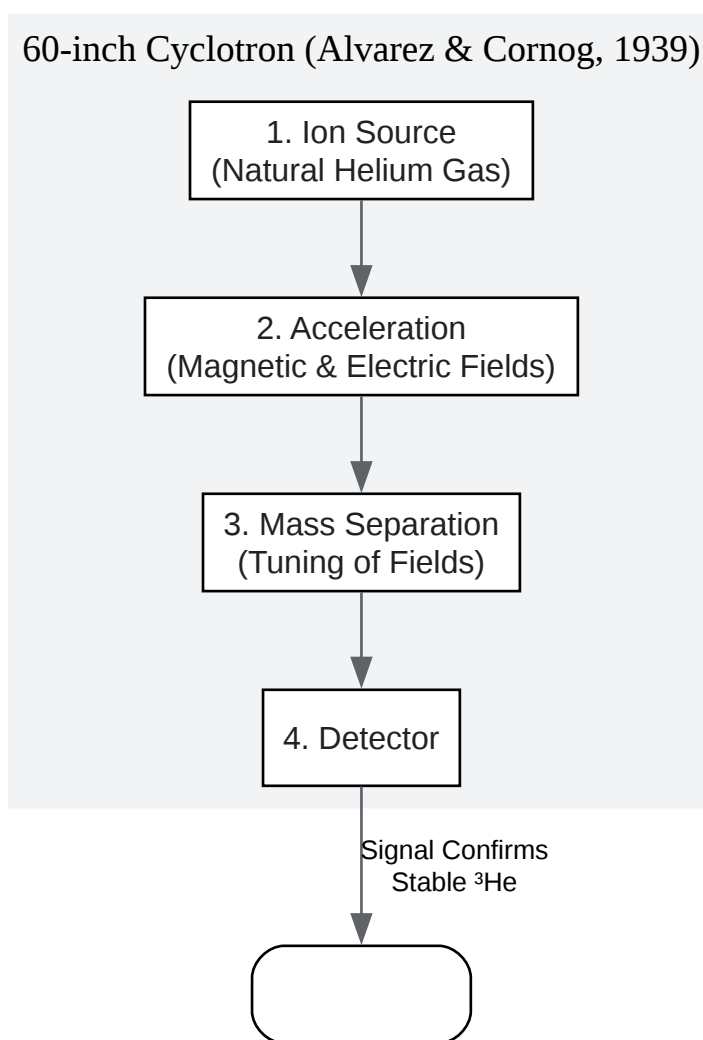 60-inch Cyclotron (Alvarez & Cornog, 1939)
1. Ion Source
(Natural Helium Gas)
2. Acceleration
(Magnetic & Electric Fields)
3. Mass Separation
(Tuning of Fields)
4. Detector
Signal Confirms
Stable ³He